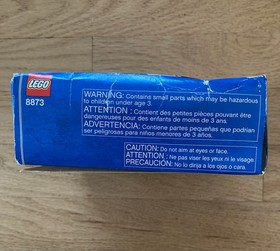 LEGO
8873
WARNING: Contains small parts which may be hazardous
to children under age 3.
ATTENTION : Contient des petites pièces pouvant être
dangereuses pour des enfants de moins de 3 ans.
ADVERTENCIA: Contiene partes pequeñas que podrían
ser peligrosas para niños menores de 3 años.
CAUTION: Do not aim at eyes or face.
ATTENTION : Ne pas viser les yeux ni le visage.
PRECAUCIÓN: No lo dirija a los ojos o cara.